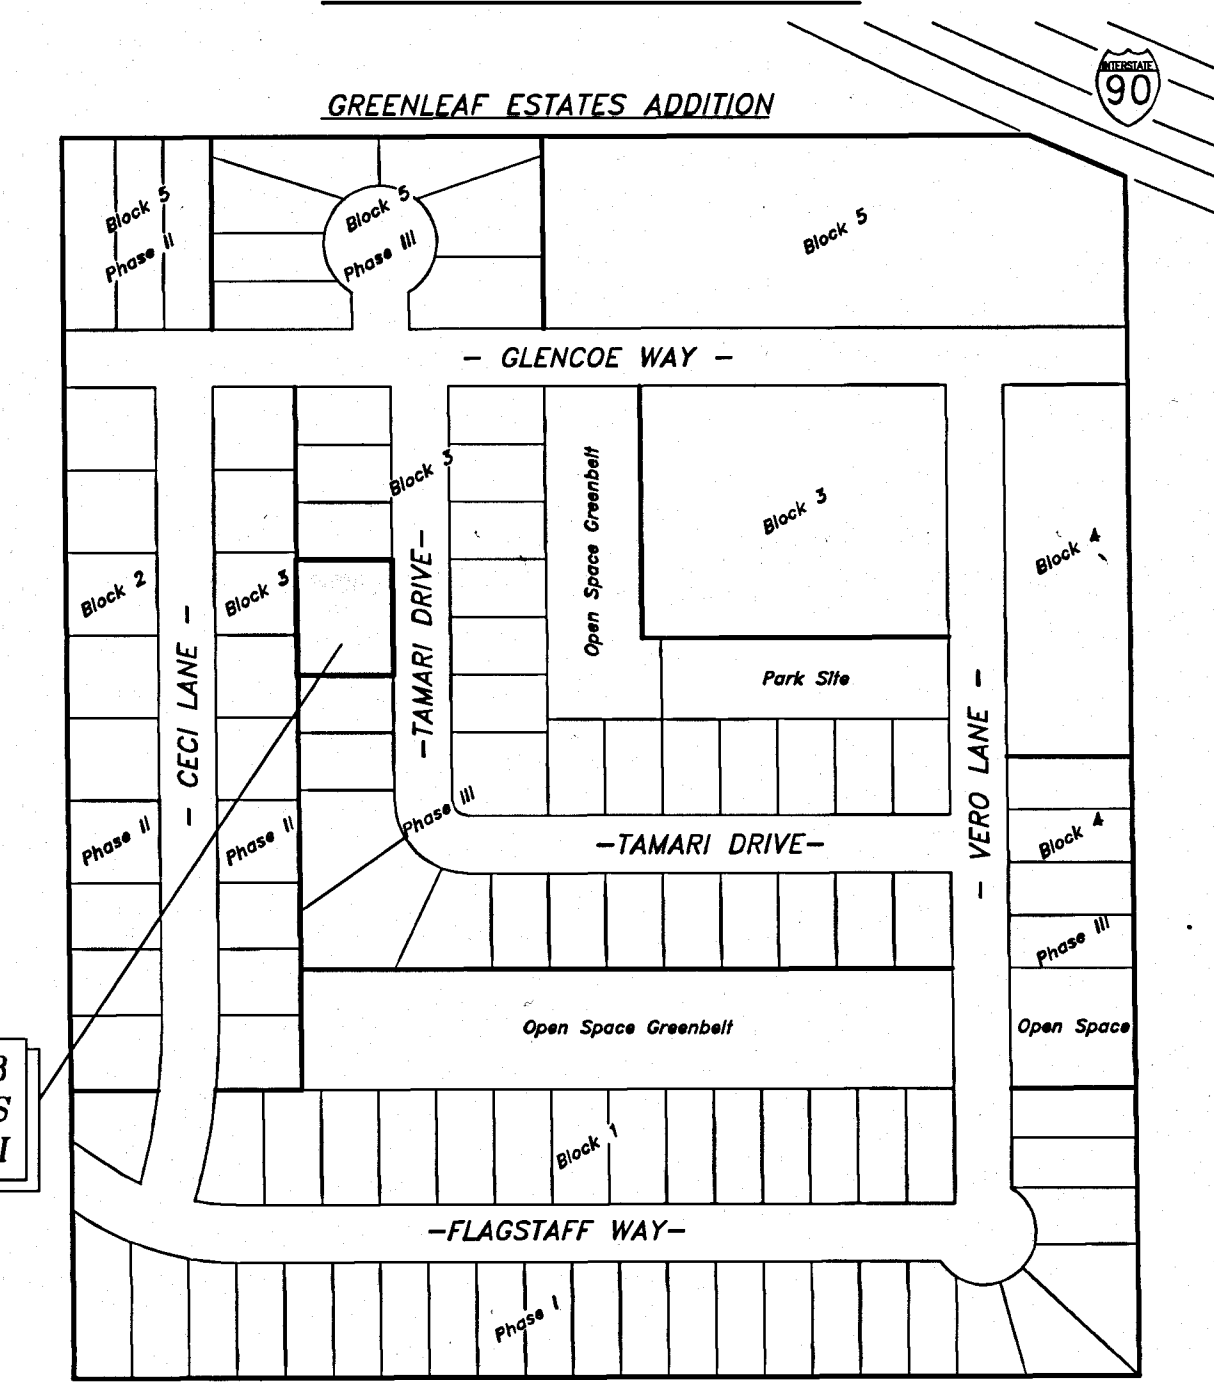 GREENLEAF ESTATES ADDITION
INTERSTATE
90
Block 5
Phase II
Block 5
Phase III
Block 5
- GLENCOE WAY -
Block 3
Open Space Greenbelt
Block 3
Block 4
Block 2
Block 3
- CECI LANE -
-TAMARI DRIVE-
Park Site
- VERO LANE -
Phase II
Phase II
Phase III
-TAMARI DRIVE-
Block 4
Phase III
Open Space Greenbelt
Open Space
3
S
I
Block 1
-FLAGSTAFF WAY-
Phase I